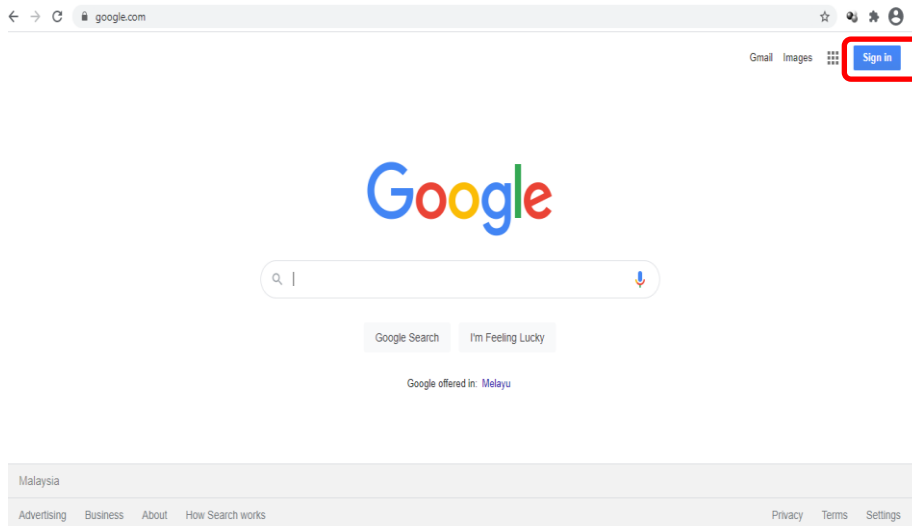 google.com
Gmail Images Sign in
Google
Google Search I'm Feeling Lucky
Google offered in: Melayu
Malaysia
Advertising Business About How Search works Privacy Terms Settings